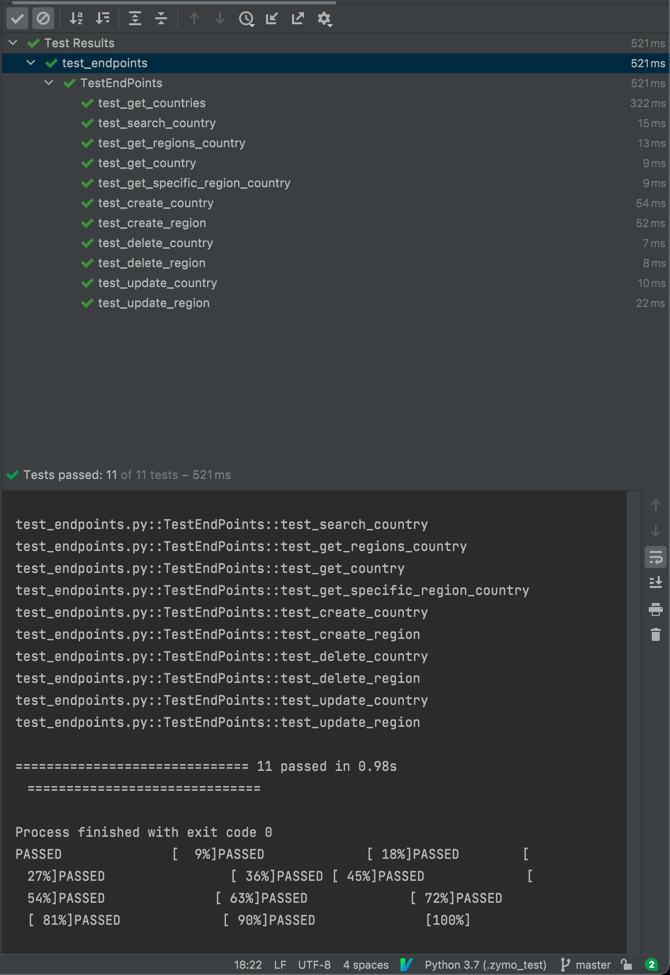 Test Results 521 ms
test_endpoints 521 ms
TestEndPoints 521 ms
test_get_countries 322 ms
test_search_country 15 ms
test_get_regions_country 13 ms
test_get_country 9 ms
test_get_specific_region_country 9 ms
test_create_country 54 ms
test_create_region 52 ms
test_delete_country 7 ms
test_delete_region 8 ms
test_update_country 10 ms
test_update_region 22 ms
Tests passed: 11 of 11 tests – 521 ms
test_endpoints.py::TestEndPoints::test_search_country
test_endpoints.py::TestEndPoints::test_get_regions_country
test_endpoints.py::TestEndPoints::test_get_country
test_endpoints.py::TestEndPoints::test_get_specific_region_country
test_endpoints.py::TestEndPoints::test_create_country
test_endpoints.py::TestEndPoints::test_create_region
test_endpoints.py::TestEndPoints::test_delete_country
test_endpoints.py::TestEndPoints::test_delete_region
test_endpoints.py::TestEndPoints::test_update_country
test_endpoints.py::TestEndPoints::test_update_region
============================== 11 passed in 0.98s
==============================
Process finished with exit code 0
PASSED [ 9%]PASSED [ 18%]PASSED [
27%]PASSED [ 36%]PASSED [ 45%]PASSED [
54%]PASSED [ 63%]PASSED [ 72%]PASSED
[ 81%]PASSED [ 90%]PASSED [100%]
18:22 LF UTF-8 4 spaces Python 3.7 (.zymo_test) master 2